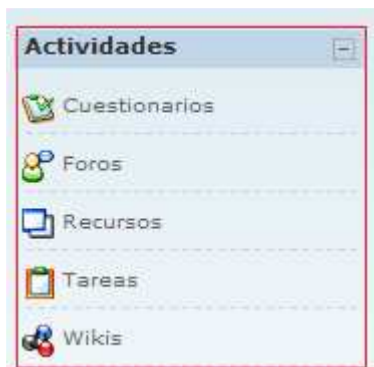 Actividades
Cuestionarios
Foros
Recursos
Tareas
Wikis